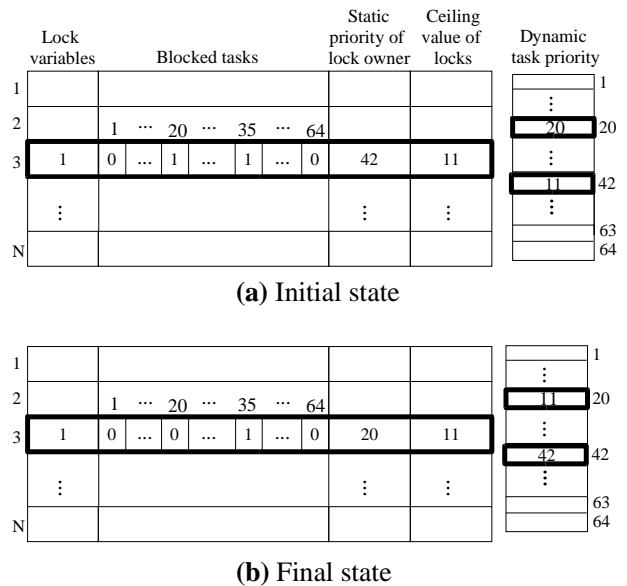 Lock variables
Blocked tasks
Static priority of lock owner
Ceiling value of locks
Dynamic task priority
1
1
⋮
2 1 ... 20 ... 35 ... 64
20 20
3 1 0 ... 1 ... 1 ... 0 42 11
⋮
11 42
⋮ ⋮ ⋮ ⋮ ⋮
63
N
64
(a) Initial state
1
1
⋮
2 1 ... 20 ... 35 ... 64
11 20
3 1 0 ... 0 ... 1 ... 0 20 11
⋮
42 42
⋮ ⋮ ⋮ ⋮ ⋮
63
N
64
(b) Final state